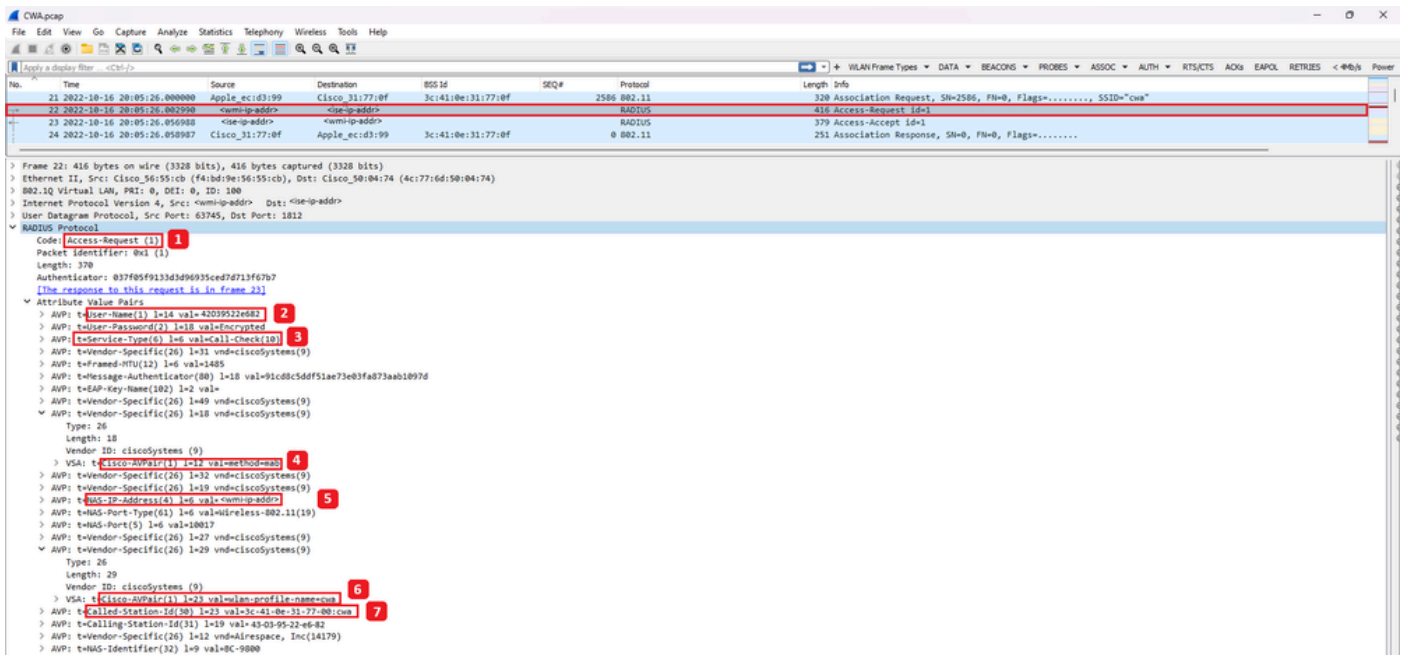 CWA.pcap
File Edit View Go Capture Analyze Statistics Telephony Wireless Tools Help
Apply a display filter ... <Ctrl-/>
+ WLAN Frame Types DATA BEACONS PROBES ASSOC AUTH RTS/CTS ACKs EAPOL RETRIES < 4Mb/s Power
No. Time Source Destination BSS Id SEQ# Protocol Length Info
21 2022-10-16 20:05:26.000000 Apple_ec:d3:99 Cisco_31:77:0f 3c:41:0e:31:77:0f 2586 802.11 320 Association Request, SN=2586, FN=0, Flags=........, SSID="cwa"
22 2022-10-16 20:05:26.002990 <wmi-ip-addr> <ise-ip-addr> RADIUS 416 Access-Request id=1
23 2022-10-16 20:05:26.056988 <ise-ip-addr> <wmi-ip-addr> RADIUS 379 Access-Accept id=1
24 2022-10-16 20:05:26.058987 Cisco_31:77:0f Apple_ec:d3:99 3c:41:0e:31:77:0f 0 802.11 251 Association Response, SN=0, FN=0, Flags=........
> Frame 22: 416 bytes on wire (3328 bits), 416 bytes captured (3328 bits)
> Ethernet II, Src: Cisco_56:55:cb (f4:bd:9e:56:55:cb), Dst: Cisco_50:04:74 (4c:77:6d:50:04:74)
> 802.1Q Virtual LAN, PRI: 0, DEI: 0, ID: 100
> Internet Protocol Version 4, Src: <wmi-ip-addr> Dst: <ise-ip-addr>
> User Datagram Protocol, Src Port: 63745, Dst Port: 1812
RADIUS Protocol
Code: Access-Request (1) 1
Packet identifier: 0x1 (1)
Length: 370
Authenticator: 037f05f9133d3d96935ced7d713f67b7
[The response to this request is in frame 23]
Attribute Value Pairs
> AVP: t=User-Name(1) l=14 val=42039522e682 2
> AVP: t=User-Password(2) l=18 val=Encrypted
> AVP: t=Service-Type(6) l=6 val=Call-Check(10) 3
> AVP: t=Vendor-Specific(26) l=31 vnd=ciscoSystems(9)
> AVP: t=Framed-MTU(12) l=6 val=1485
> AVP: t=Message-Authenticator(80) l=18 val=91cd8c5ddf51ae73e03fa873aab1097d
> AVP: t=EAP-Key-Name(102) l=2 val=
> AVP: t=Vendor-Specific(26) l=49 vnd=ciscoSystems(9)
AVP: t=Vendor-Specific(26) l=18 vnd=ciscoSystems(9)
Type: 26
Length: 18
Vendor ID: ciscoSystems (9)
> VSA: t=Cisco-AVPair(1) l=12 val=method=mab 4
> AVP: t=Vendor-Specific(26) l=32 vnd=ciscoSystems(9)
> AVP: t=Vendor-Specific(26) l=19 vnd=ciscoSystems(9)
> AVP: t=NAS-IP-Address(4) l=6 val=<wmi-ip-addr> 5
> AVP: t=NAS-Port-Type(61) l=6 val=Wireless-802.11(19)
> AVP: t=NAS-Port(5) l=6 val=10017
> AVP: t=Vendor-Specific(26) l=27 vnd=ciscoSystems(9)
AVP: t=Vendor-Specific(26) l=29 vnd=ciscoSystems(9)
Type: 26
Length: 29
Vendor ID: ciscoSystems (9)
> VSA: t=Cisco-AVPair(1) l=23 val=wlan-profile-name=cwa 6
> AVP: t=Called-Station-Id(30) l=23 val=3c-41-0e-31-77-00:cwa 7
> AVP: t=Calling-Station-Id(31) l=19 val=43-03-95-22-e6-82
> AVP: t=Vendor-Specific(26) l=12 vnd=Airespace, Inc(14179)
> AVP: t=NAS-Identifier(32) l=9 val=BC-9800